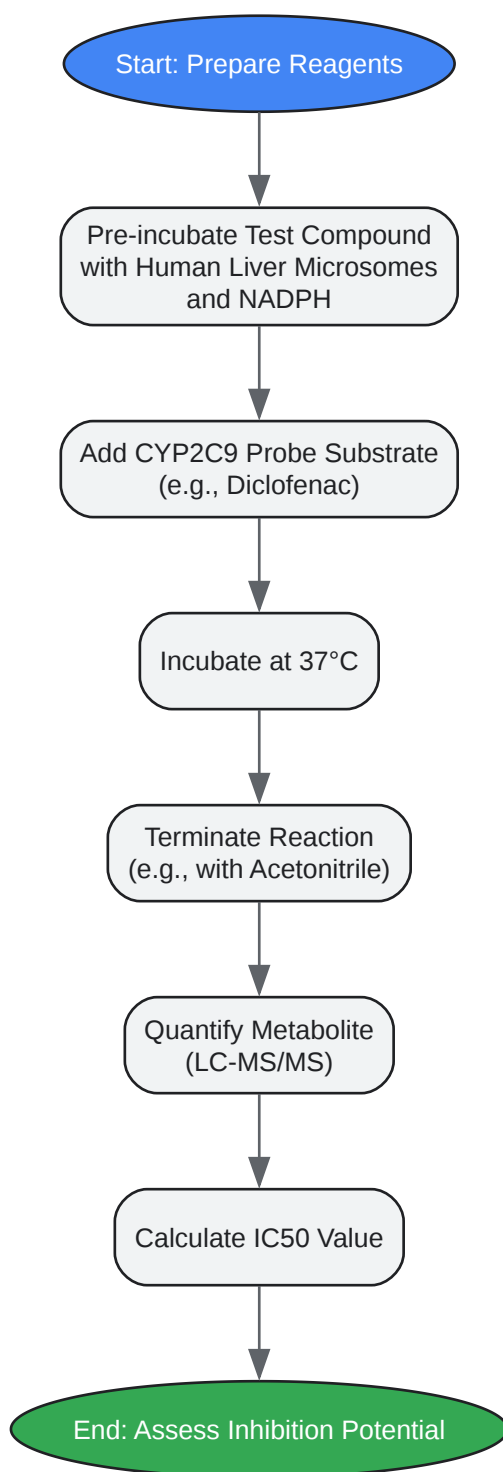 Start: Prepare Reagents
Pre-incubate Test Compound
with Human Liver Microsomes
and NADPH
Add CYP2C9 Probe Substrate
(e.g., Diclofenac)
Incubate at 37°C
Terminate Reaction
(e.g., with Acetonitrile)
Quantify Metabolite
(LC-MS/MS)
Calculate IC50 Value
End: Assess Inhibition Potential